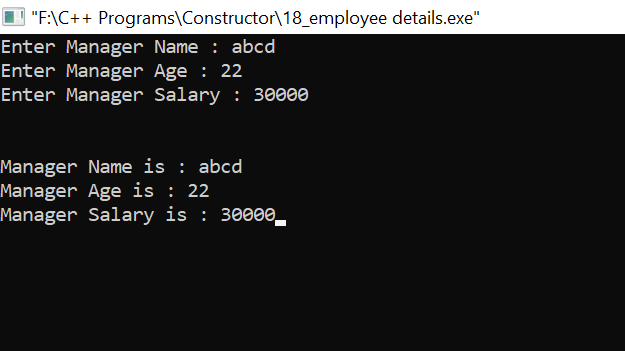 "F:\C++ Programs\Constructor\18_employee details.exe"
Enter Manager Name : abcd
Enter Manager Age : 22
Enter Manager Salary : 30000
Manager Name is : abcd
Manager Age is : 22
Manager Salary is : 30000